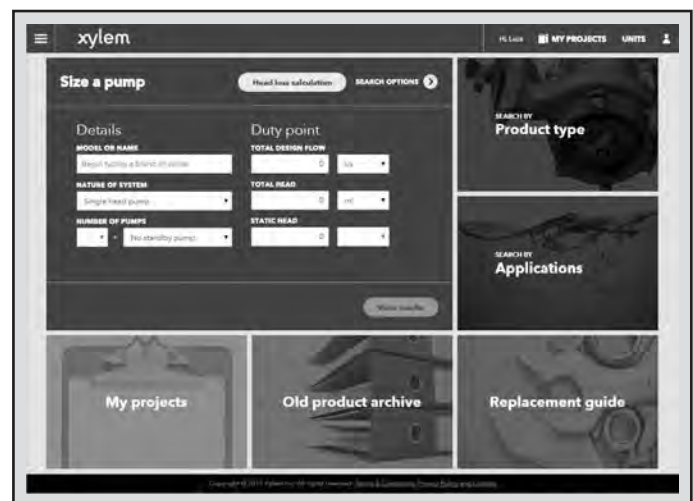 xylem
MY PROJECTS
UNITS
Size a pump
Head loss calculation
SEARCH OPTIONS
Details
MODEL OR NAME
NATURE OF SYSTEM
Single head pump
NUMBER OF PUMPS
+ No standby pump
Duty point
TOTAL DESIGN FLOW
0
TOTAL HEAD
0
STATIC HEAD
0
View results
SEARCH BY
Product type
SEARCH BY
Applications
My projects
Old product archive
Replacement guide